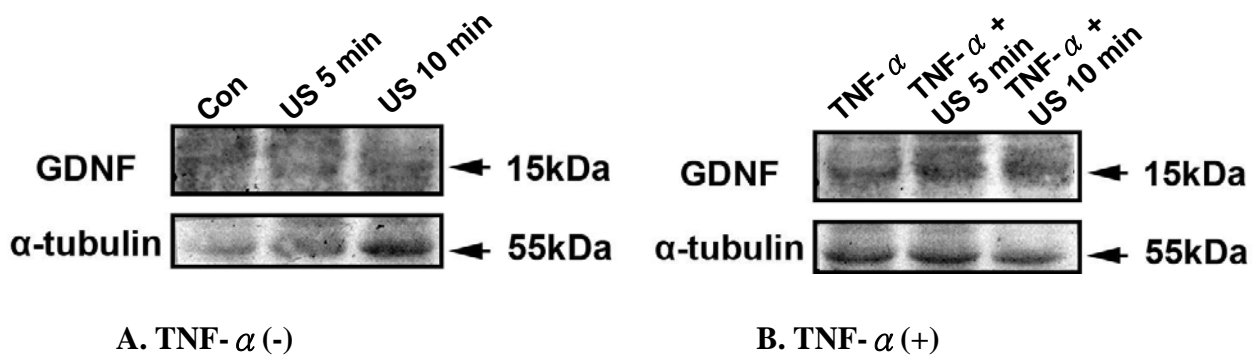 Con
US 5 min
US 10 min
GDNF
15kDa
α-tubulin
55kDa
A. TNF-α(-)
TNF-α
TNF-α +
US 5 min
TNF-α +
US 10 min
GDNF
15kDa
α-tubulin
55kDa
B. TNF-α(+)